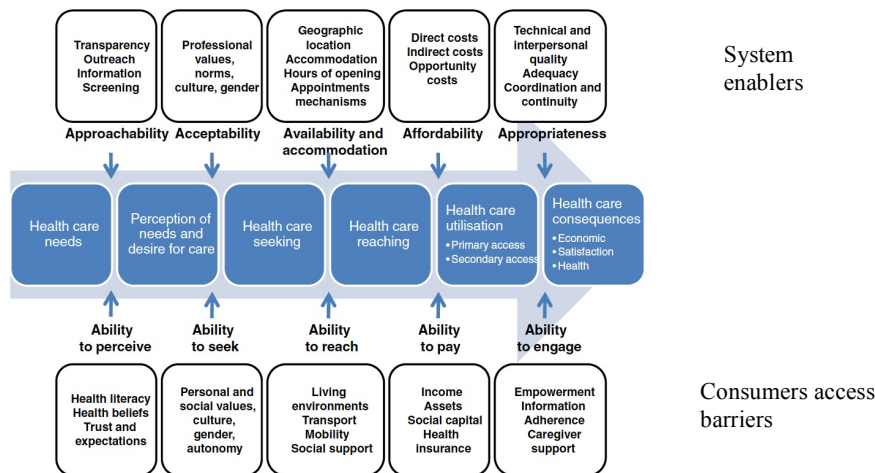 Transparency
Outreach
Information
Screening
Professional
values,
norms,
culture, gender
Geographic
location
Accommodation
Hours of opening
Appointments
mechanisms
Direct costs
Indirect costs
Opportunity
costs
Technical and
interpersonal
quality
Adequacy
Coordination and
continuity
System
enablers
Approachability
Acceptability
Availability and
accommodation
Affordability
Appropriateness
Health care
needs
Perception of
needs and
desire for care
Health care
seeking
Health care
reaching
Health care
utilisation
• Primary access
• Secondary access
Health care
consequences
• Economic
• Satisfaction
• Health
Ability
to perceive
Ability
to seek
Ability
to reach
Ability
to pay
Ability
to engage
Health literacy
Health beliefs
Trust and
expectations
Personal and
social values,
culture,
gender,
autonomy
Living
environments
Transport
Mobility
Social support
Income
Assets
Social capital
Health
insurance
Empowerment
Information
Adherence
Caregiver
support
Consumers access
barriers